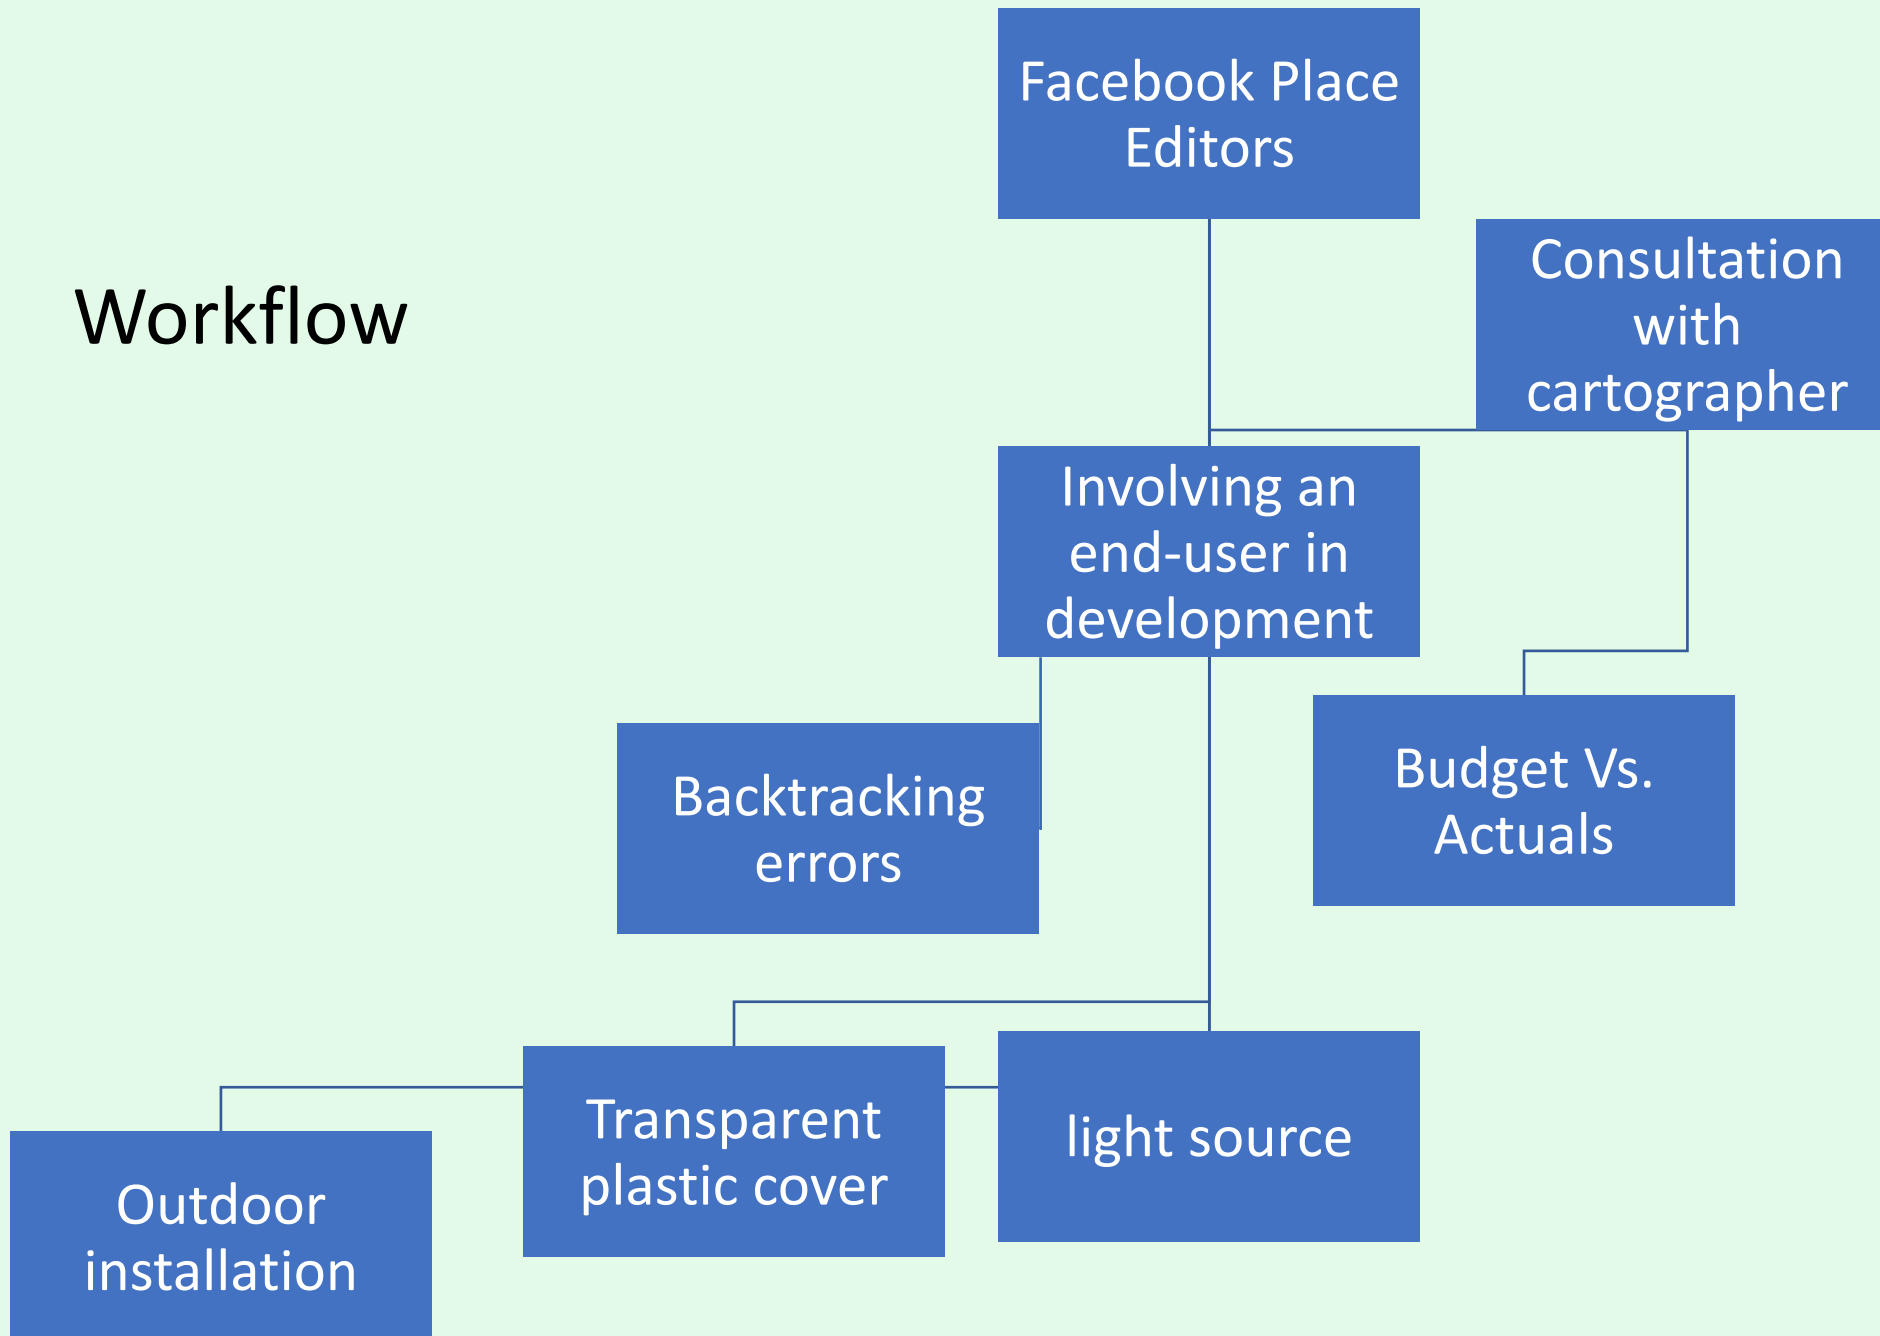 Facebook Place
Editors
Workflow
Consultation
with
cartographer
Involving an
end-user in
development
Backtracking
errors
Budget Vs.
Actuals
Transparent
plastic cover
light source
Outdoor
installation